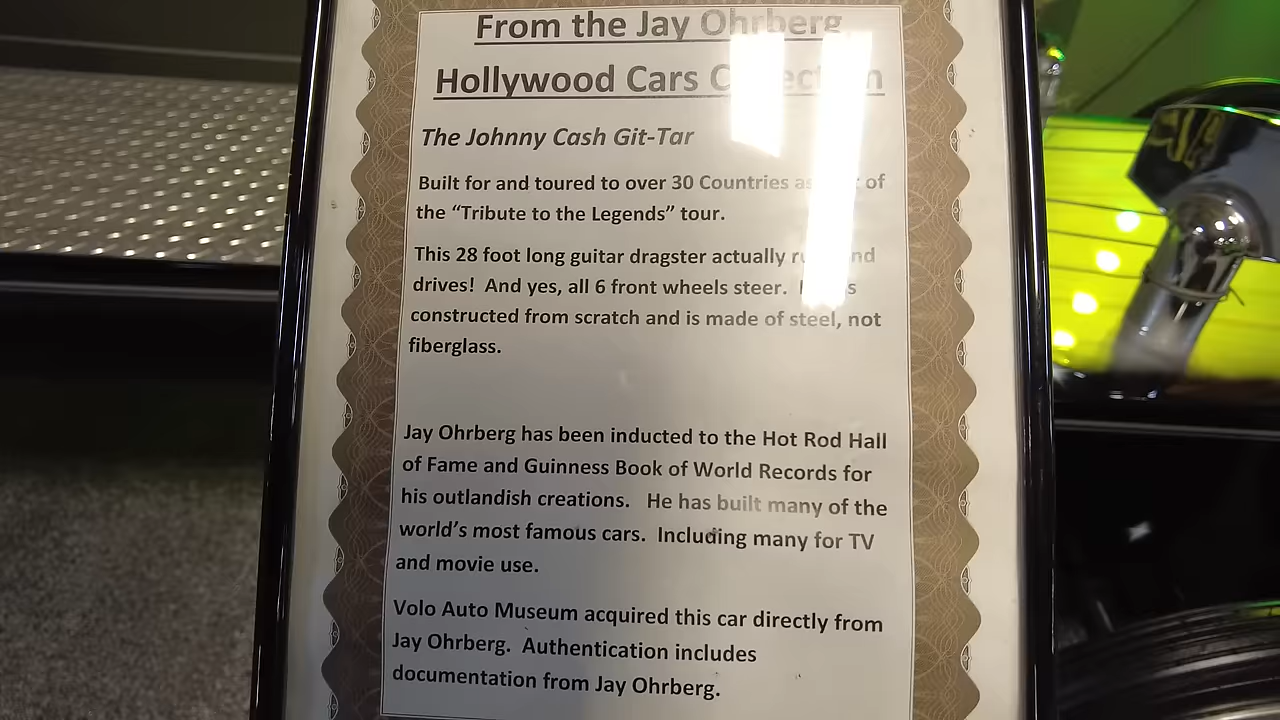 From the Jay Ohrberg
Hollywood Cars Collection
The Johnny Cash Git-Tar
Built for and toured to over 30 Countries as of
the “Tribute to the Legends” tour.
This 28 foot long guitar dragster actually and
drives! And yes, all 6 front wheels steer.
constructed from scratch and is made of steel, not
fiberglass.
Jay Ohrberg has been inducted to the Hot Rod Hall
of Fame and Guinness Book of World Records for
his outlandish creations. He has built many of the
world’s most famous cars. Including many for TV
and movie use.
Volo Auto Museum acquired this car directly from
Jay Ohrberg. Authentication includes
documentation from Jay Ohrberg.